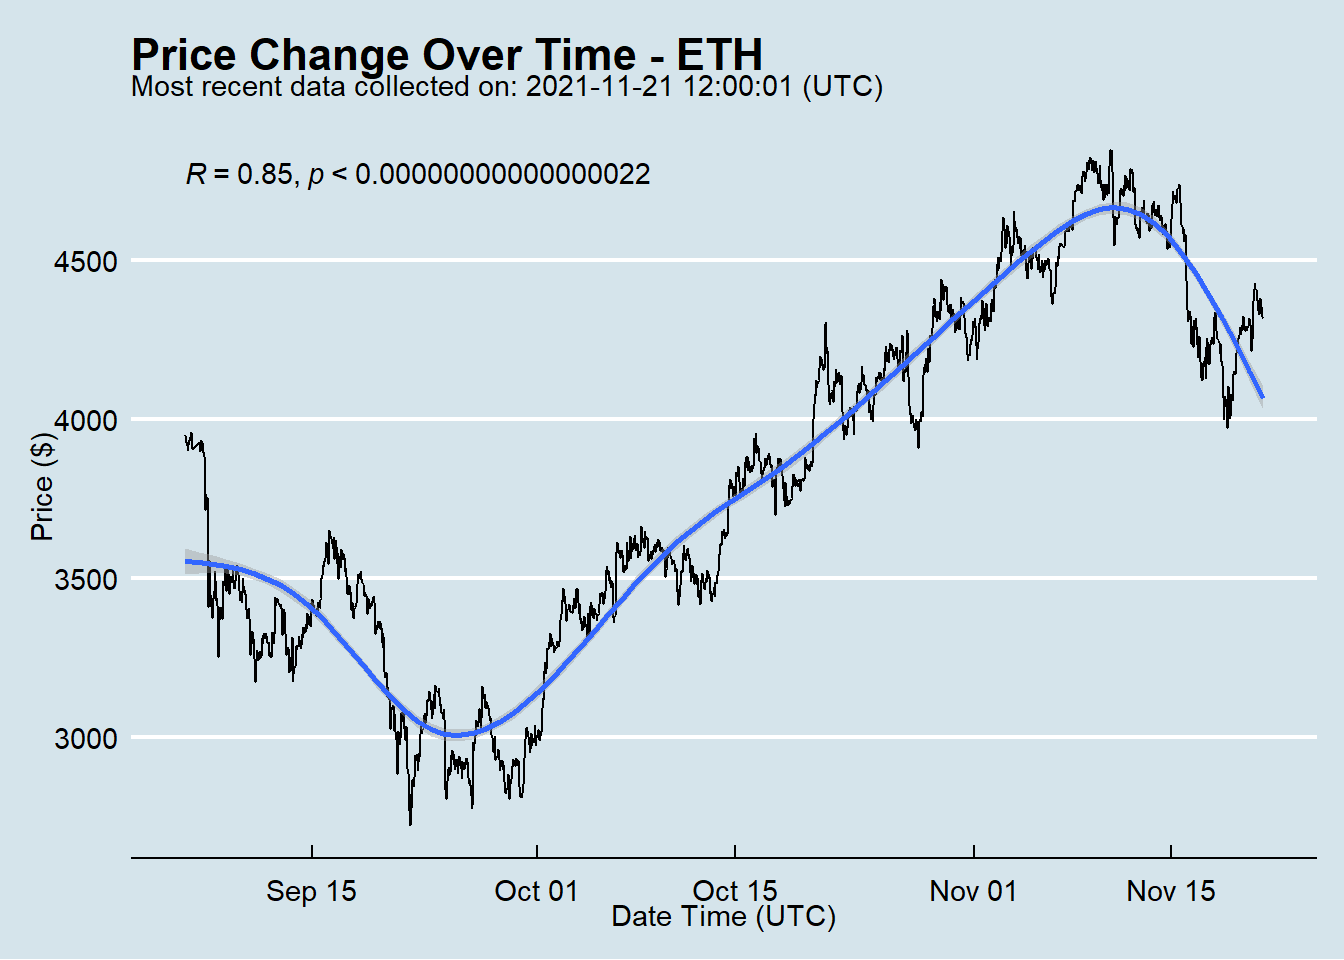 Price Change Over Time - ETH
Most recent data collected on: 2021-11-21 12:00:01 (UTC)
R = 0.85, p < 0.00000000000000022
4500
4000
3500
3000
Price ($)
Sep 15
Oct 01
Oct 15
Nov 01
Nov 15
Date Time (UTC)